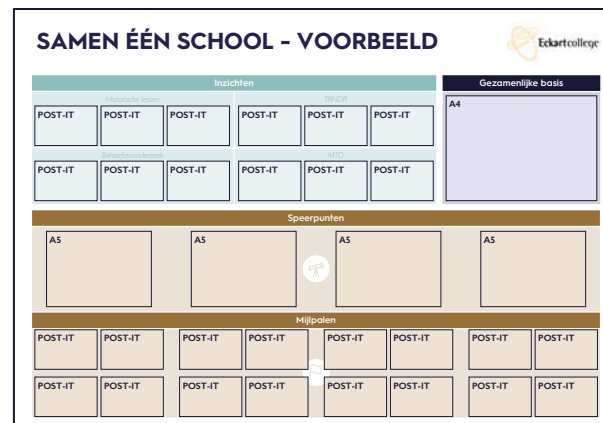 SAMEN ÉÉN SCHOOL - VOORBEELD
Eckartcollege
Inzichten
Gezamenlijke basis
Historische lessen
TRNDR
A4
POST-IT POST-IT POST-IT POST-IT POST-IT POST-IT
Behoeftenonderzoek
MTO
POST-IT POST-IT POST-IT POST-IT POST-IT POST-IT
Speerpunten
A5 A5 A5 A5
Mijlpalen
POST-IT POST-IT POST-IT POST-IT POST-IT POST-IT POST-IT POST-IT
POST-IT POST-IT POST-IT POST-IT POST-IT POST-IT POST-IT POST-IT